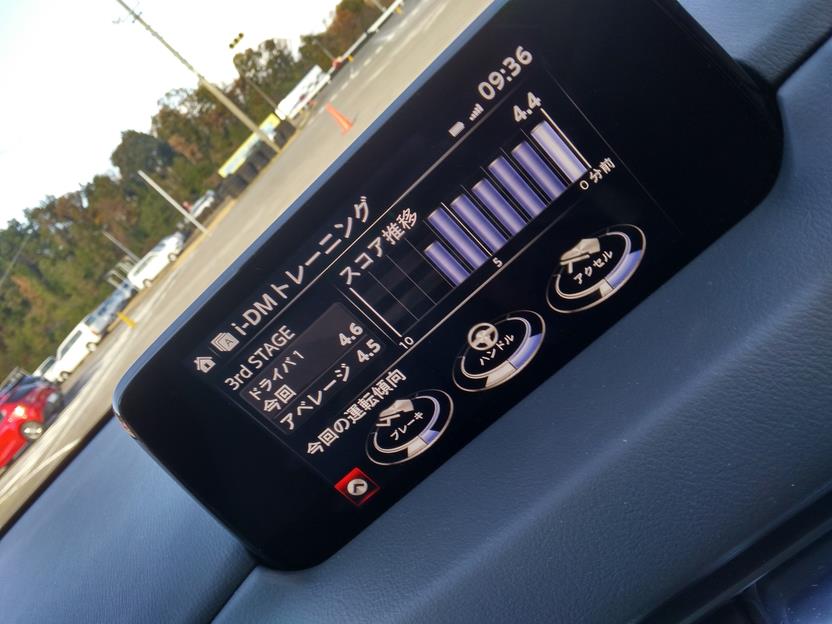 09:36
i-DMトレーニング
3rd STAGE
ドライバ1
今回 4.6
アベレージ 4.5
スコア推移
4.4
10
5
0 分前
今回の運転傾向
ブレーキ
ハンドル
アクセル